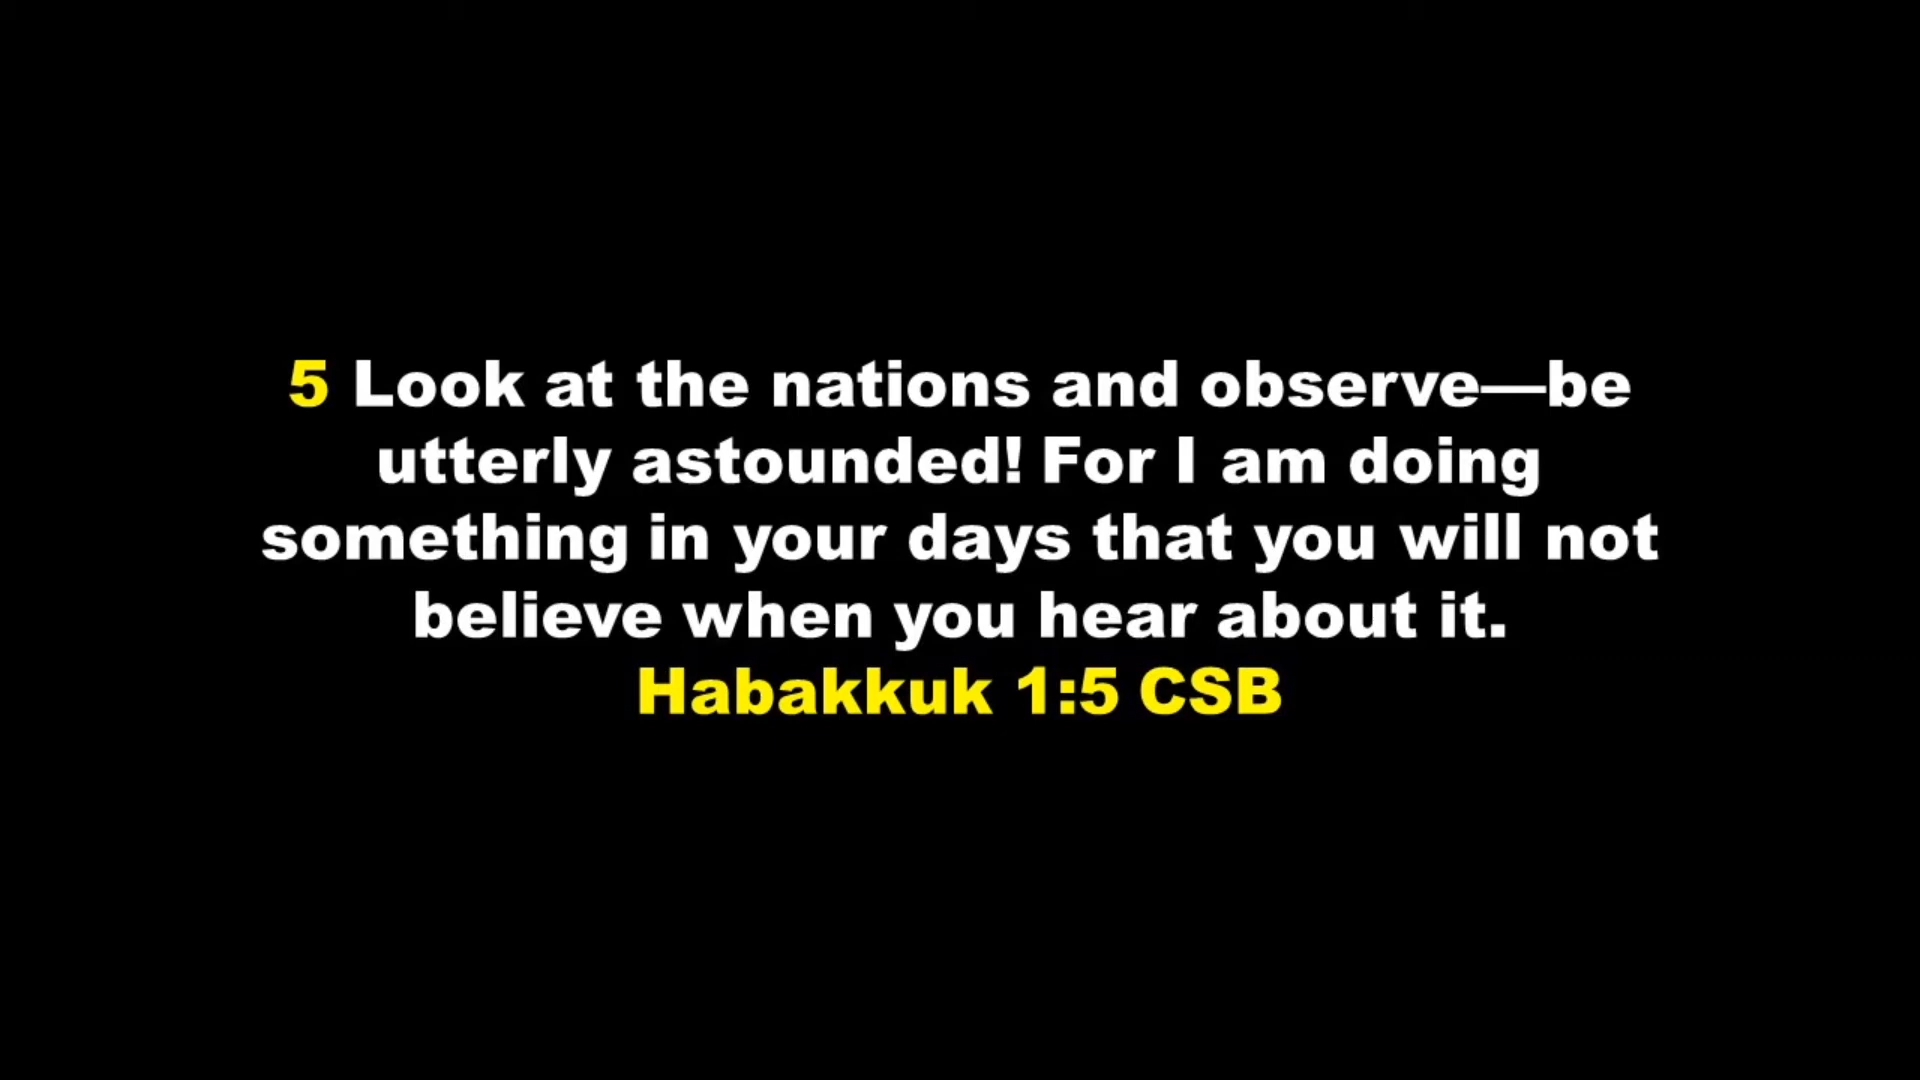 5 Look at the nations and observe—be
utterly astounded! For I am doing
something in your days that you will not
believe when you hear about it.
Habakkuk 1:5 CSB